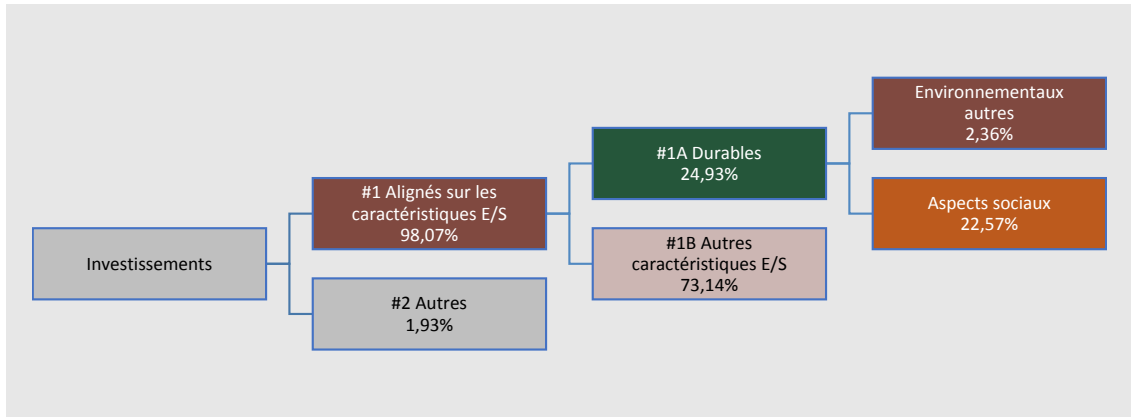 Investissements
#1 Alignés sur les
caractéristiques E/S
98,07%
#2 Autres
1,93%
#1A Durables
24,93%
#1B Autres
caractéristiques E/S
73,14%
Environnementaux
autres
2,36%
Aspects sociaux
22,57%